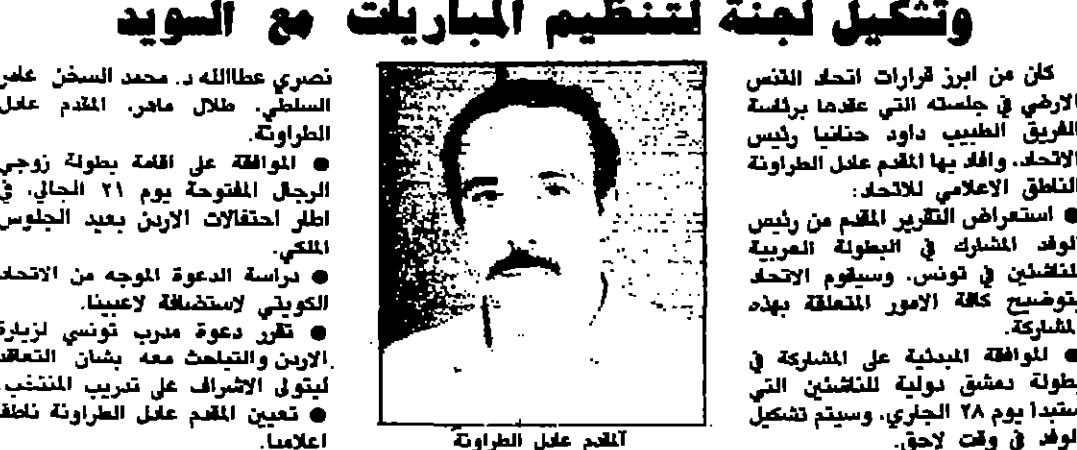 وتشكيل لجنة لتنظيم المباريات مع السويد
كان من ابرز قرارات اتحاد التنس
الارضي في جلسته التي عقدها برئاسة
الفريق الطبيب داود حنانيا رئيس
الاتحاد. وافاد بها المقدم عادل الطراونة
الناطق الاعلامي للاتحاد:
● استعراض التقرير المقدم من رئيس
الوفد المشارك في البطولة العربية
للناشئين في تونس. وسيقوم الاتحاد
بتوضيح كافة الامور المتعلقة بهذه
المشاركة.
● الموافقة المبدئية على المشاركة في
بطولة دمشق دولية للناشئين التي
ستبدأ يوم ٢٨ الجاري. وسيتم تشكيل
الوفد في وقت لاحق.
المقدم عادل الطراونة
نصري عطاالله د. محمد السخن عامر
السلطي. طلال ماهر. المقدم عادل
الطراونة.
● الموافقة على اقامة بطولة زوجي
الرجال المفتوحة يوم ٢١ الحالي. في
اطار احتفالات الاردن بعيد الجلوس
الملكي.
● دراسة الدعوة الموجه من الاتحاد
الكويتي لاستضافة لاعبينا.
● تقرر دعوة مدرب تونسي لزيارة
الاردن والتباحث معه بشان التعاقد
ليتولى الاشراف على تدريب المنتخب.
● تعيين المقدم عادل الطراونة ناطقا
اعلاميا.